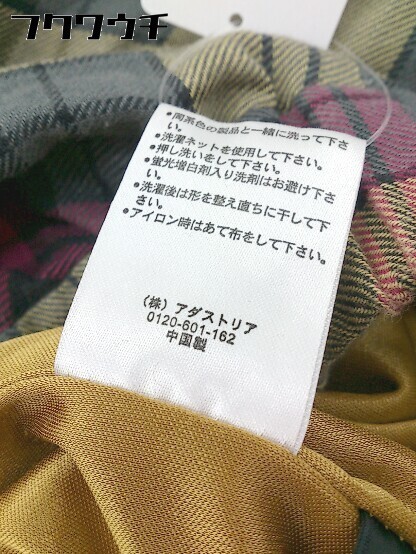 フクワウチ
•同系色の製品と一緒に洗って下さ
い。
•洗濯ネットを使用して下さい。
•押し洗いをして下さい。
•蛍光増白剤入り洗剤はお避け下
さい。
•洗濯後は形を整え直ちに干して下
さい。
•アイロン時はあて布をして下さい。
(株) アダストリア
0120-601-162
中国製